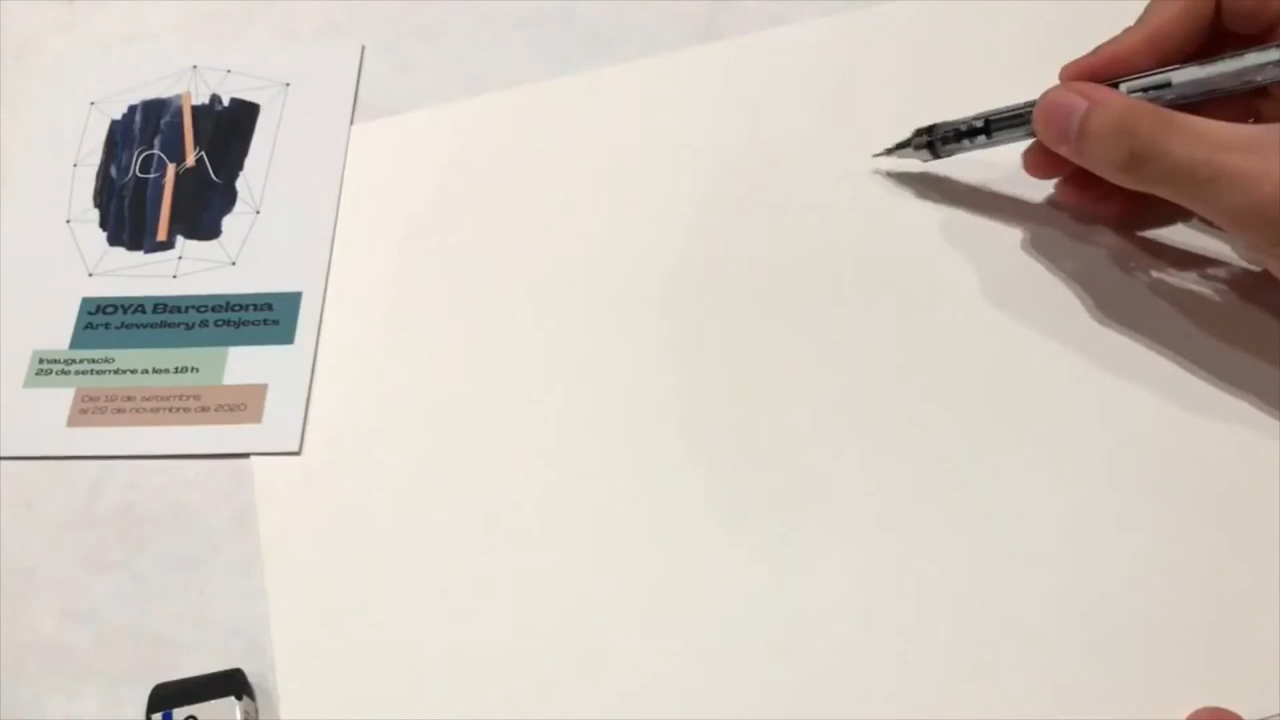 JOYA
JOYA Barcelona
Art Jewellery & Objects
Inauguració
29 de setembre a les 18 h
Del 19 de setembre
al 29 de novembre de 2020